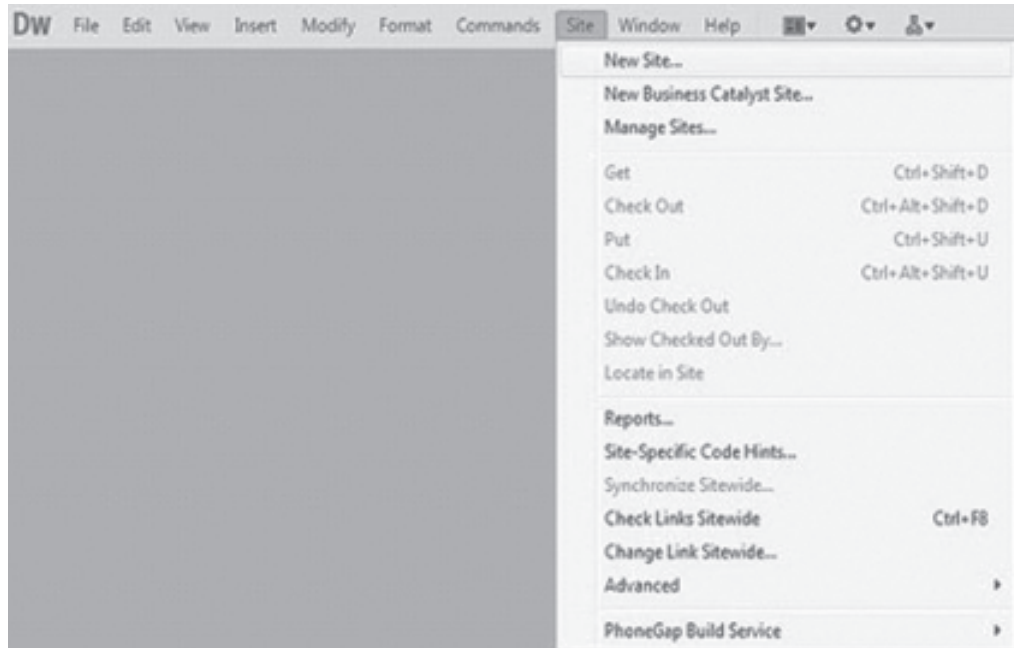 DW File Edit View Insert Modify Format Commands Site Window Help
New Site...
New Business Catalyst Site...
Manage Sites...
Get Ctrl+Shift+D
Check Out Ctrl+Alt+Shift+D
Put Ctrl+Shift+U
Check In Ctrl+Alt+Shift+U
Undo Check Out
Show Checked Out By...
Locate in Site
Reports...
Site-Specific Code Hints...
Synchronize Sitewide...
Check Links Sitewide Ctrl+F8
Change Link Sitewide...
Advanced
PhoneGap Build Service